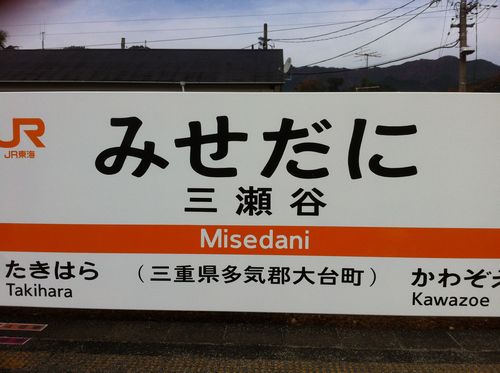 JR
JR東海
みせだに
三瀬谷
Misedani
たきはら
（三重県多気郡大台町）
かわぞえ
Takihara
Kawazoe